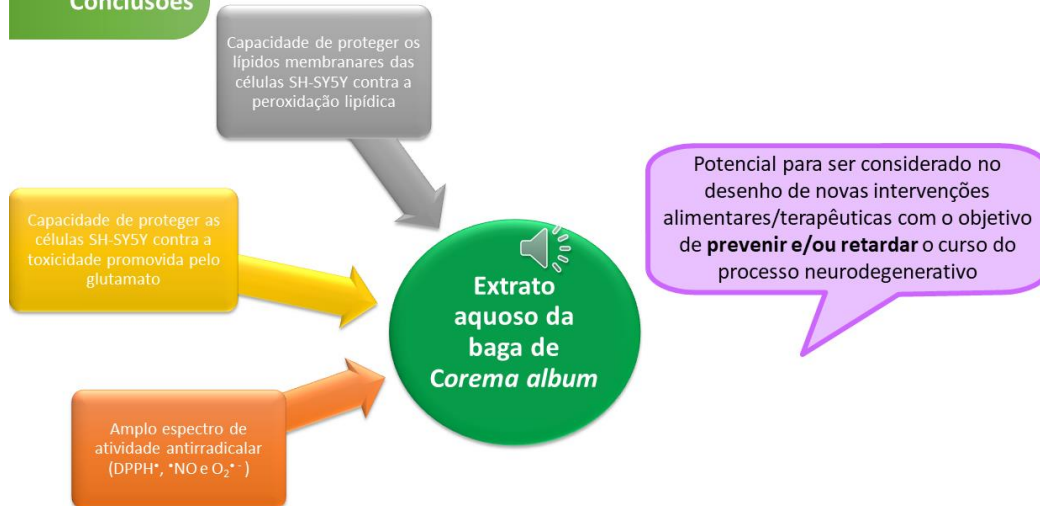 Conclusões
Capacidade de proteger os
lípidos membranares das
células SH-SY5Y contra a
peroxidação lipídica
Capacidade de proteger as
células SH-SY5Y contra a
toxicidade promovida pelo
glutamato
Amplo espectro de
atividade antirradicalar
(DPPH•, •NO e O₂•⁻)
Extrato
aquoso da
baga de
Corema album
Potencial para ser considerado no
desenho de novas intervenções
alimentares/terapêuticas com o objetivo
de prevenir e/ou retardar o curso do
processo neurodegenerativo